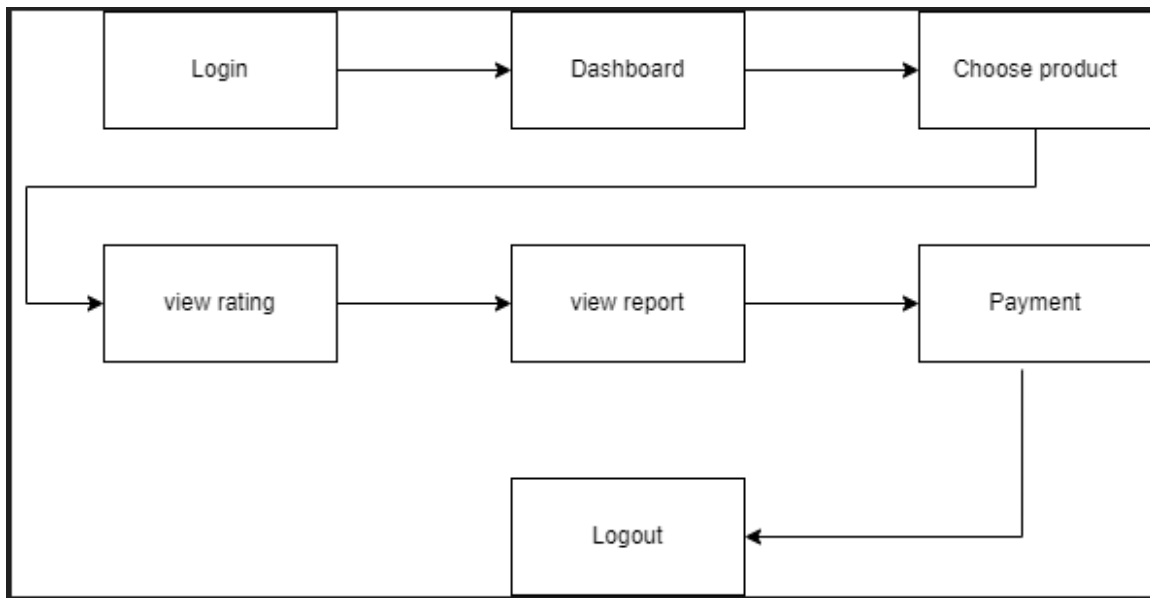 Login
Dashboard
Choose product
view rating
view report
Payment
Logout